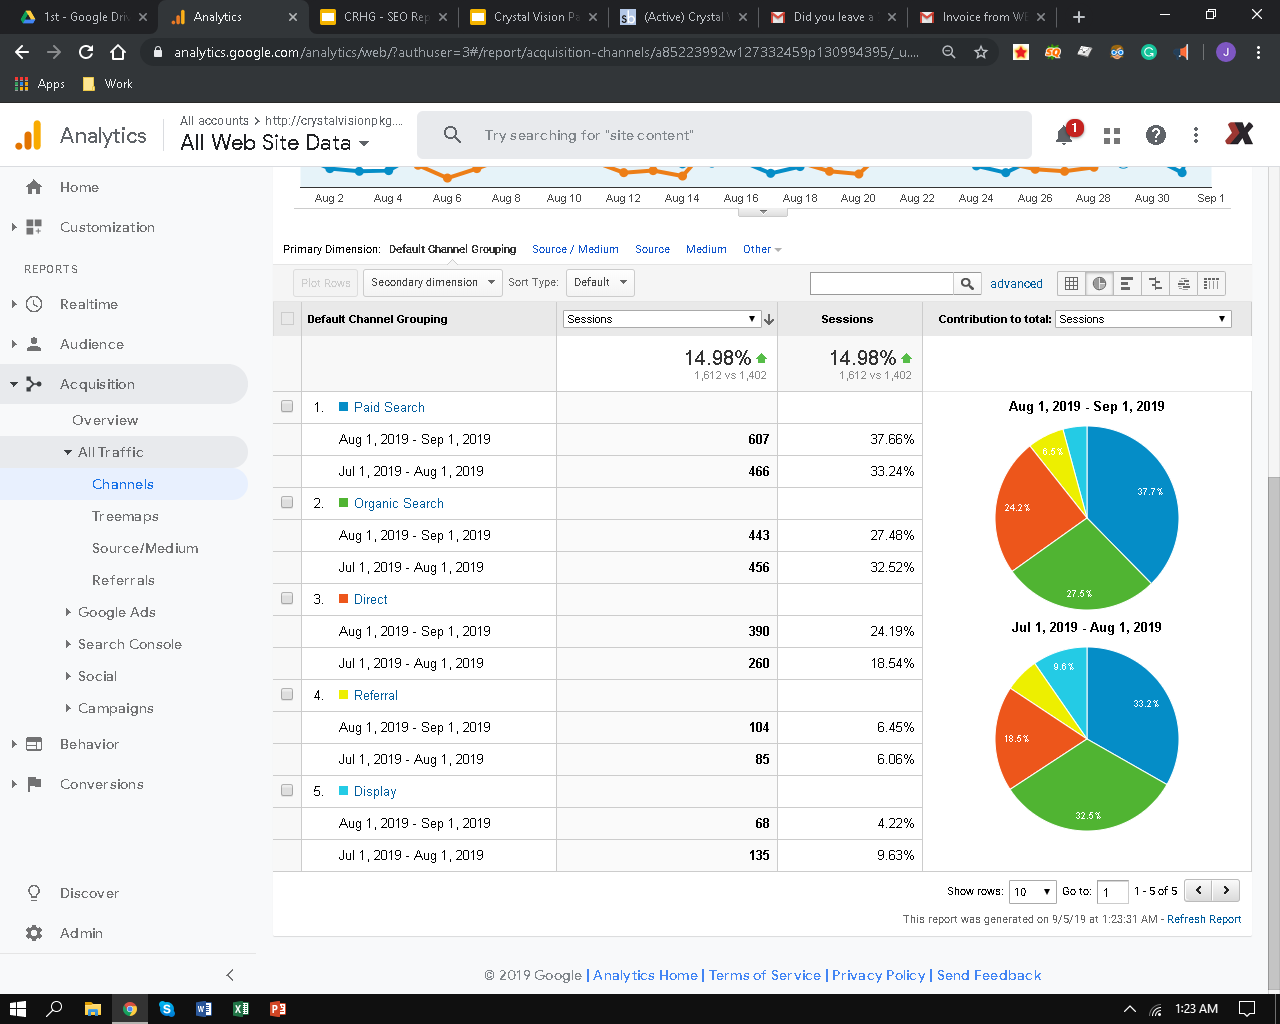 1st - Google Driv
Analytics
CRHG - SEO Rep
Crystal Vision Pa
(Active) Crystal V
Did you leave a
Invoice from WE
analytics.google.com/analytics/web/?authuser=3#/report/acquisition-channels/a85223992w127332459p130994395/_u....
J
Apps
Work
Analytics
All accounts > http://crystalvisionpkg....
All Web Site Data
Try searching for "site content"
1
Home
Customization
REPORTS
Realtime
Audience
Acquisition
Overview
All Traffic
Channels
Treemaps
Source/Medium
Referrals
Google Ads
Search Console
Social
Campaigns
Behavior
Conversions
Discover
Admin
Aug 2 Aug 4 Aug 6 Aug 8 Aug 10 Aug 12 Aug 14 Aug 16 Aug 18 Aug 20 Aug 22 Aug 24 Aug 26 Aug 28 Aug 30 Sep 1
Primary Dimension: Default Channel Grouping Source / Medium Source Medium Other
Plot Rows Secondary dimension Sort Type: Default advanced
Default Channel Grouping Sessions Sessions Contribution to total: Sessions
14.98% 14.98%
1,612 vs 1,402 1,612 vs 1,402
1. Paid Search
Aug 1, 2019 - Sep 1, 2019 607 37.66%
Jul 1, 2019 - Aug 1, 2019 466 33.24%
2. Organic Search
Aug 1, 2019 - Sep 1, 2019 443 27.48%
Jul 1, 2019 - Aug 1, 2019 456 32.52%
3. Direct
Aug 1, 2019 - Sep 1, 2019 390 24.19%
Jul 1, 2019 - Aug 1, 2019 260 18.54%
4. Referral
Aug 1, 2019 - Sep 1, 2019 104 6.45%
Jul 1, 2019 - Aug 1, 2019 85 6.06%
5. Display
Aug 1, 2019 - Sep 1, 2019 68 4.22%
Jul 1, 2019 - Aug 1, 2019 135 9.63%
Aug 1, 2019 - Sep 1, 2019
6.5%
37.7%
24.2%
27.5%
Jul 1, 2019 - Aug 1, 2019
9.6%
33.2%
18.5%
32.5%
Show rows: 10 Go to: 1 1 - 5 of 5
This report was generated on 9/5/19 at 1:23:31 AM - Refresh Report
© 2019 Google | Analytics Home | Terms of Service | Privacy Policy | Send Feedback
1:23 AM